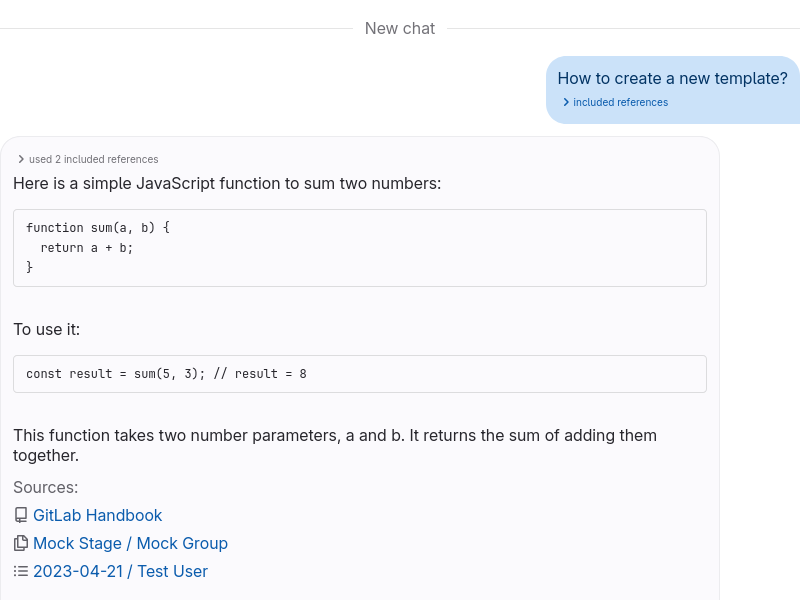 New chat
How to create a new template?
included references
used 2 included references
Here is a simple JavaScript function to sum two numbers:
function sum(a, b) {
  return a + b;
}
To use it:
const result = sum(5, 3); // result = 8
This function takes two number parameters, a and b. It returns the sum of adding them
together.
Sources:
GitLab Handbook
Mock Stage / Mock Group
2023-04-21 / Test User